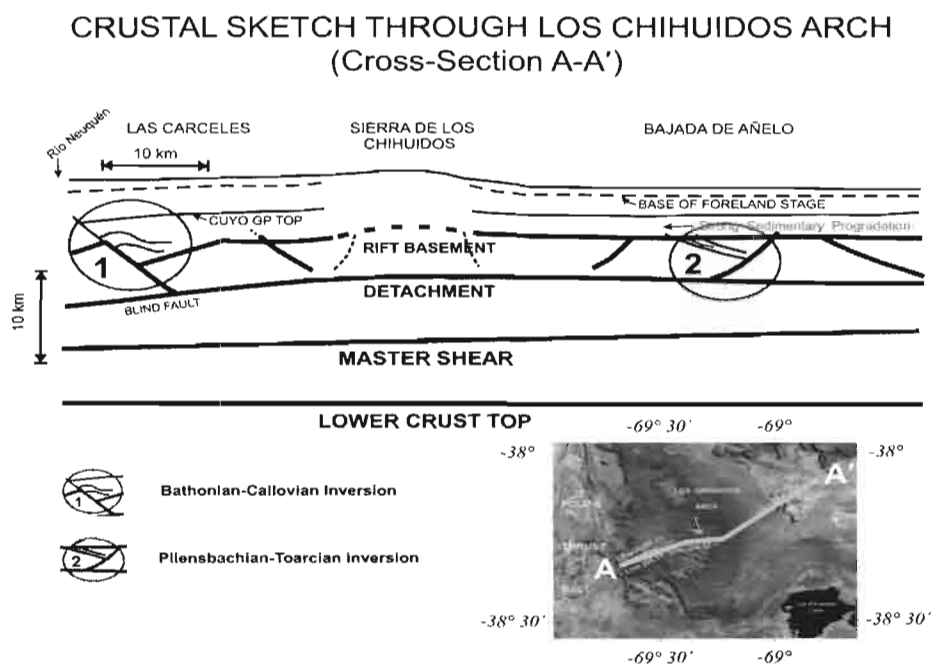 CRUSTAL SKETCH THROUGH LOS CHIHUIDOS ARCH
(Cross-Section A-A′)
Río Neuquén
LAS CARCELES
SIERRA DE LOS
CHIHUIDOS
BAJADA DE AÑELO
10 km
BASE OF FORELAND STAGE
CUYO GP TOP
Strong Sedimentary Progradation
RIFT BASEMENT
1
2
DETACHMENT
BLIND FAULT
10 km
MASTER SHEAR
LOWER CRUST TOP
-69° 30′
-69°
-38°
-38°
A′
ARCH
A
1
Bathonian-Callovian Inversion
2
Pliensbachian-Toarcian inversion
-38° 30′
-38° 30′
-69° 30′
-69°